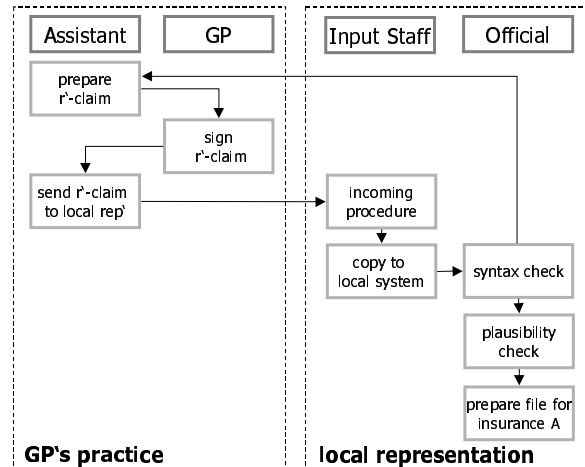 Assistant
GP
Input Staff
Official
prepare
r‘-claim
sign
r‘-claim
send r‘-claim
to local rep‘
incoming
procedure
copy to
local system
syntax check
plausibility
check
prepare file for
insurance A
GP‘s practice
local representation